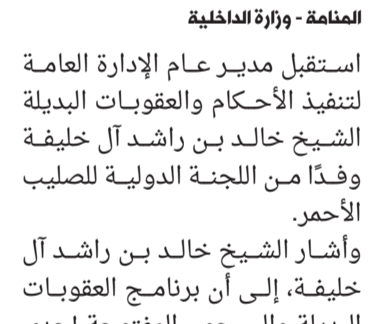 المنامة - وزارة الداخلية
استقبل مدير عام الإدارة العامة
لتنفيذ الأحكام والعقوبات البديلة
الشيخ خالد بن راشد آل خليفة
وفدًا من اللجنة الدولية للصليب
الأحمر.
وأشار الشيخ خالد بن راشد آل
خليفة، إلى أن برنامج العقوبات